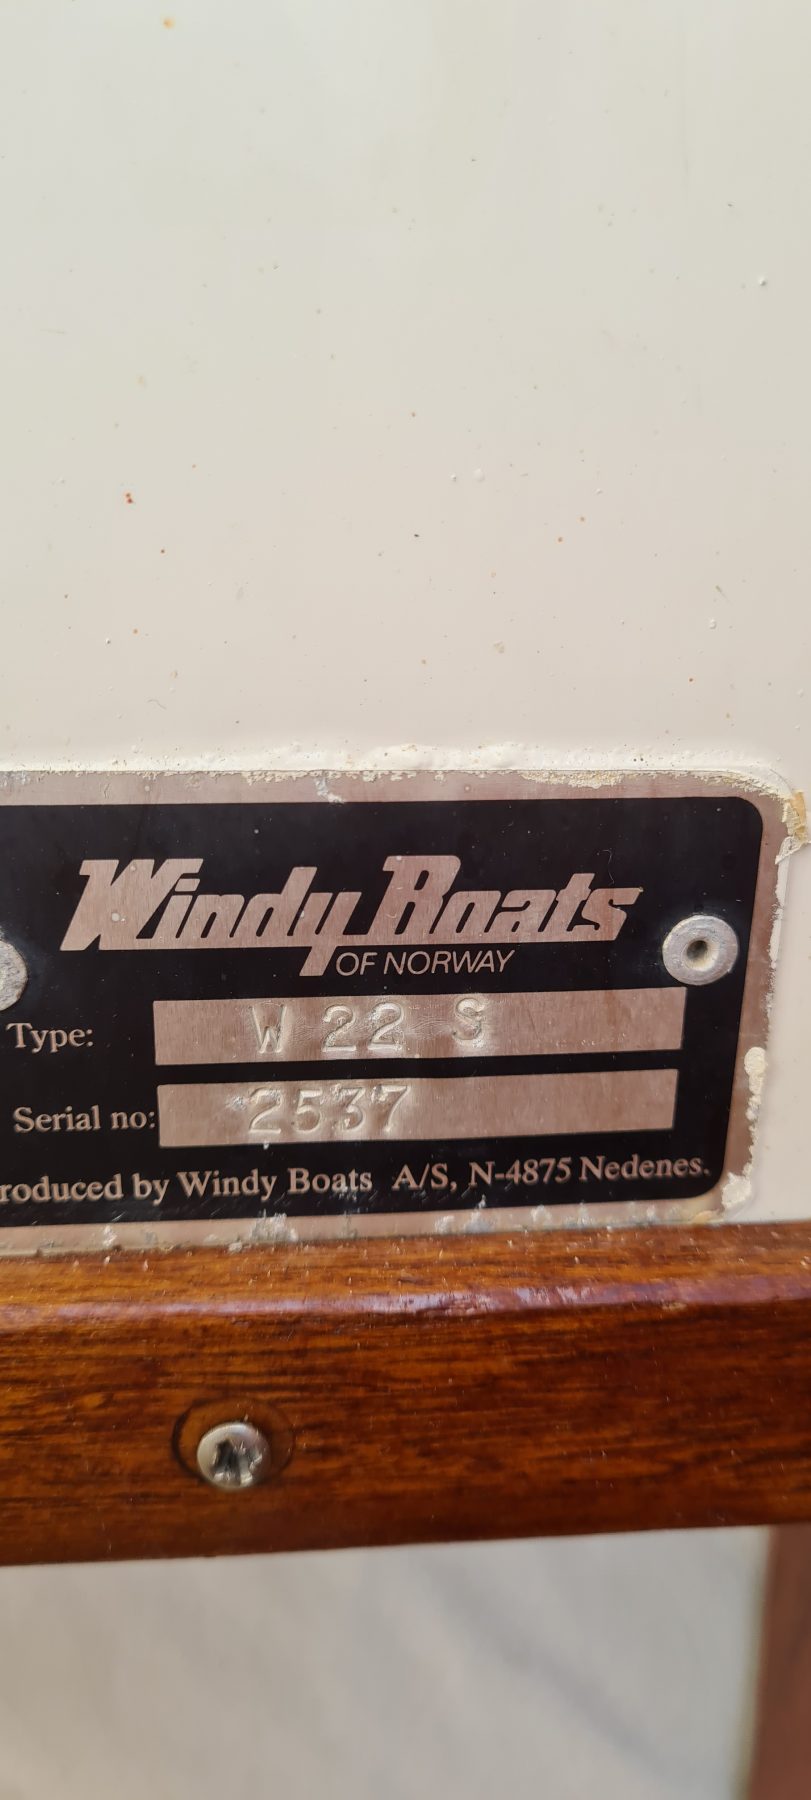 Windy Boats
OF NORWAY
Type: W 22 S
Serial no: 2537
roduced by Windy Boats A/S, N-4875 Nedenes.